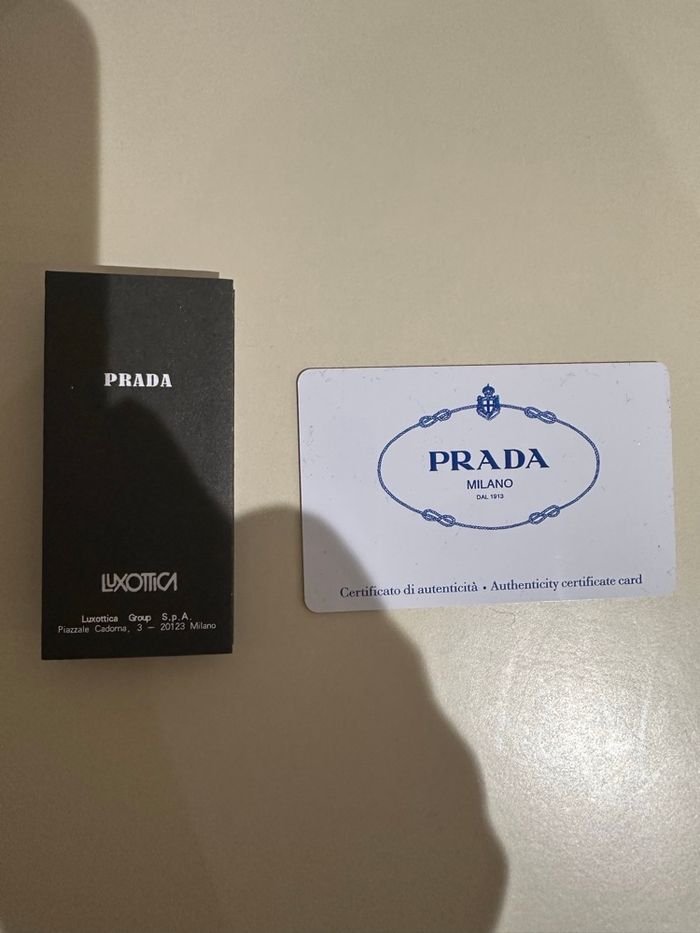 PRADA
LUXOTTICA
Luxottica Group S.p.A.
Piazzale Cadorna, 3 – 20123 Milano
PRADA
MILANO
DAL 1913
Certificato di autenticità • Authenticity certificate card